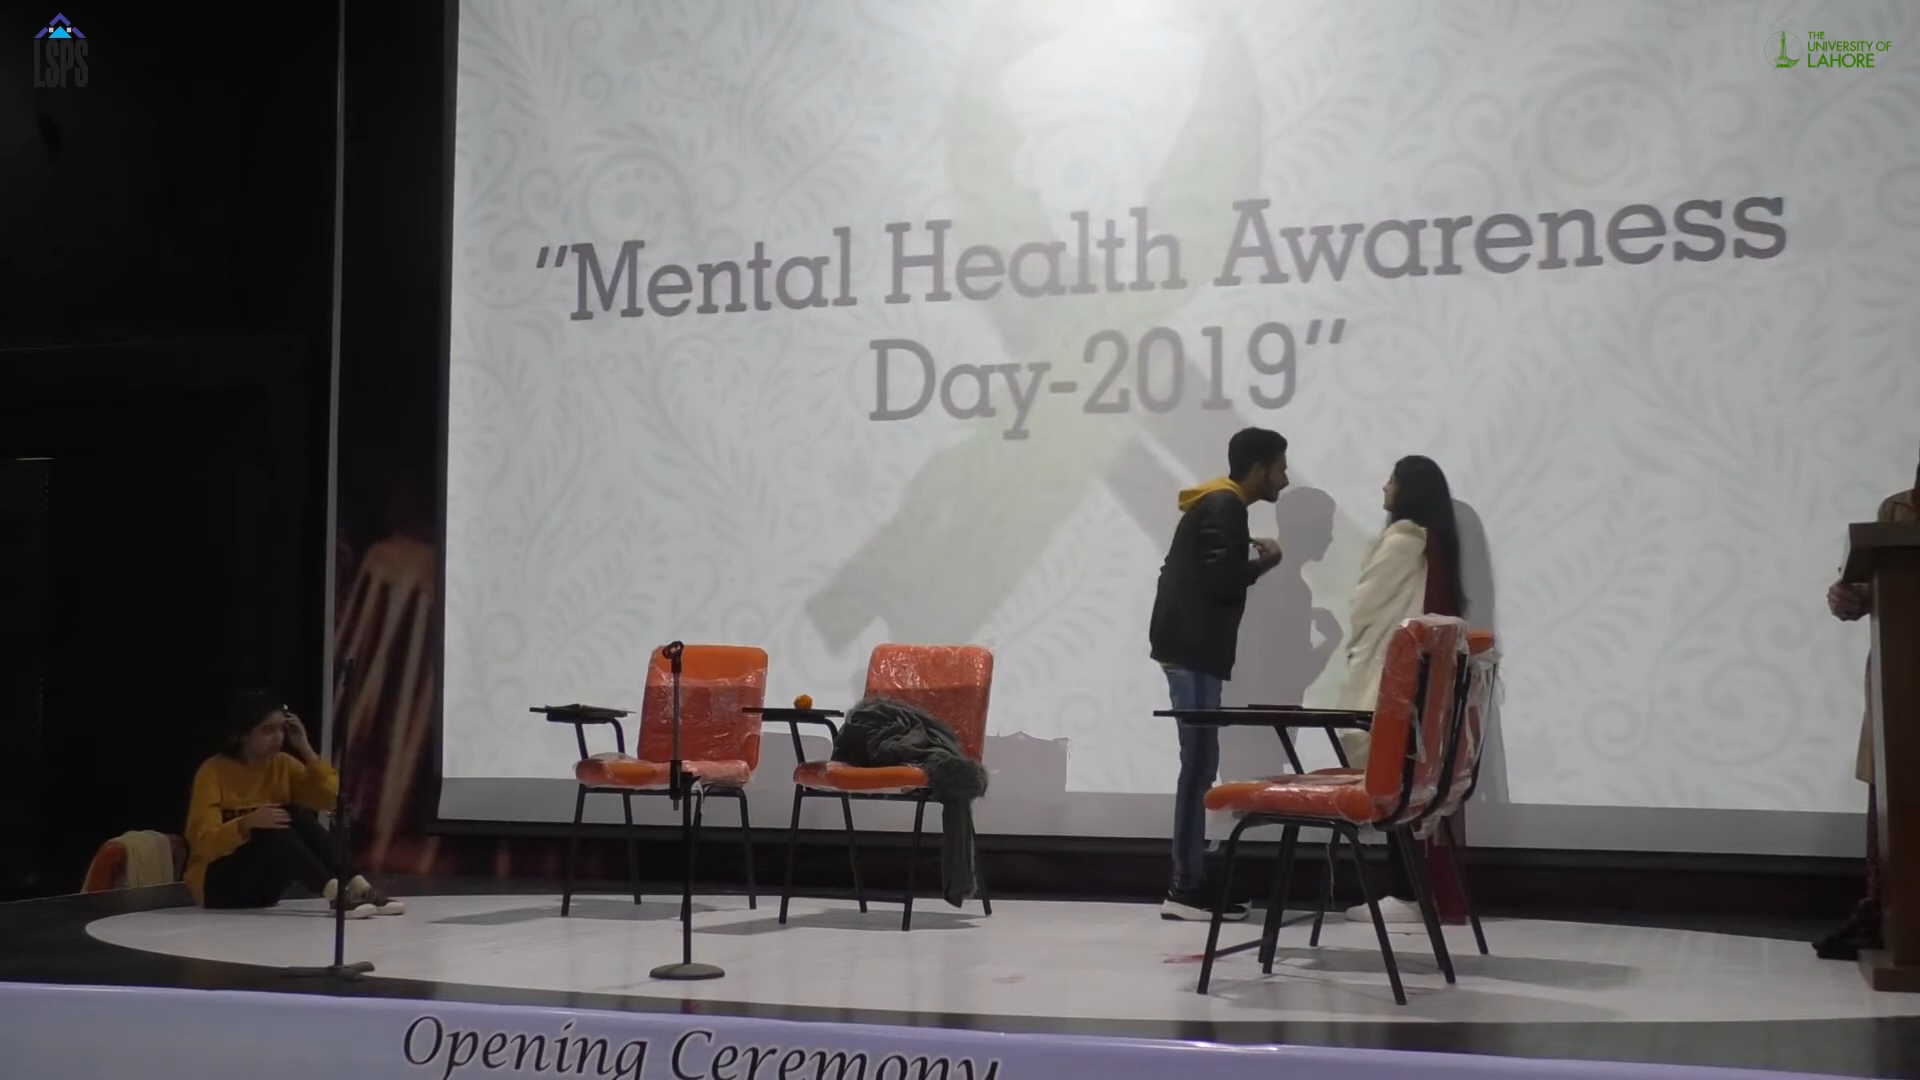 LSPS
THE
UNIVERSITY OF
LAHORE
"Mental Health Awareness
Day-2019"
Opening Ceremony